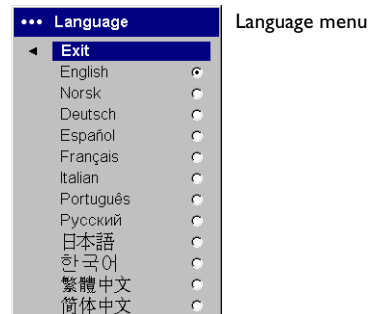 ••• Language
Language menu
Exit
English
Norsk
Deutsch
Español
Français
Italian
Português
Русский
日本語
한국어
繁體中文
简体中文